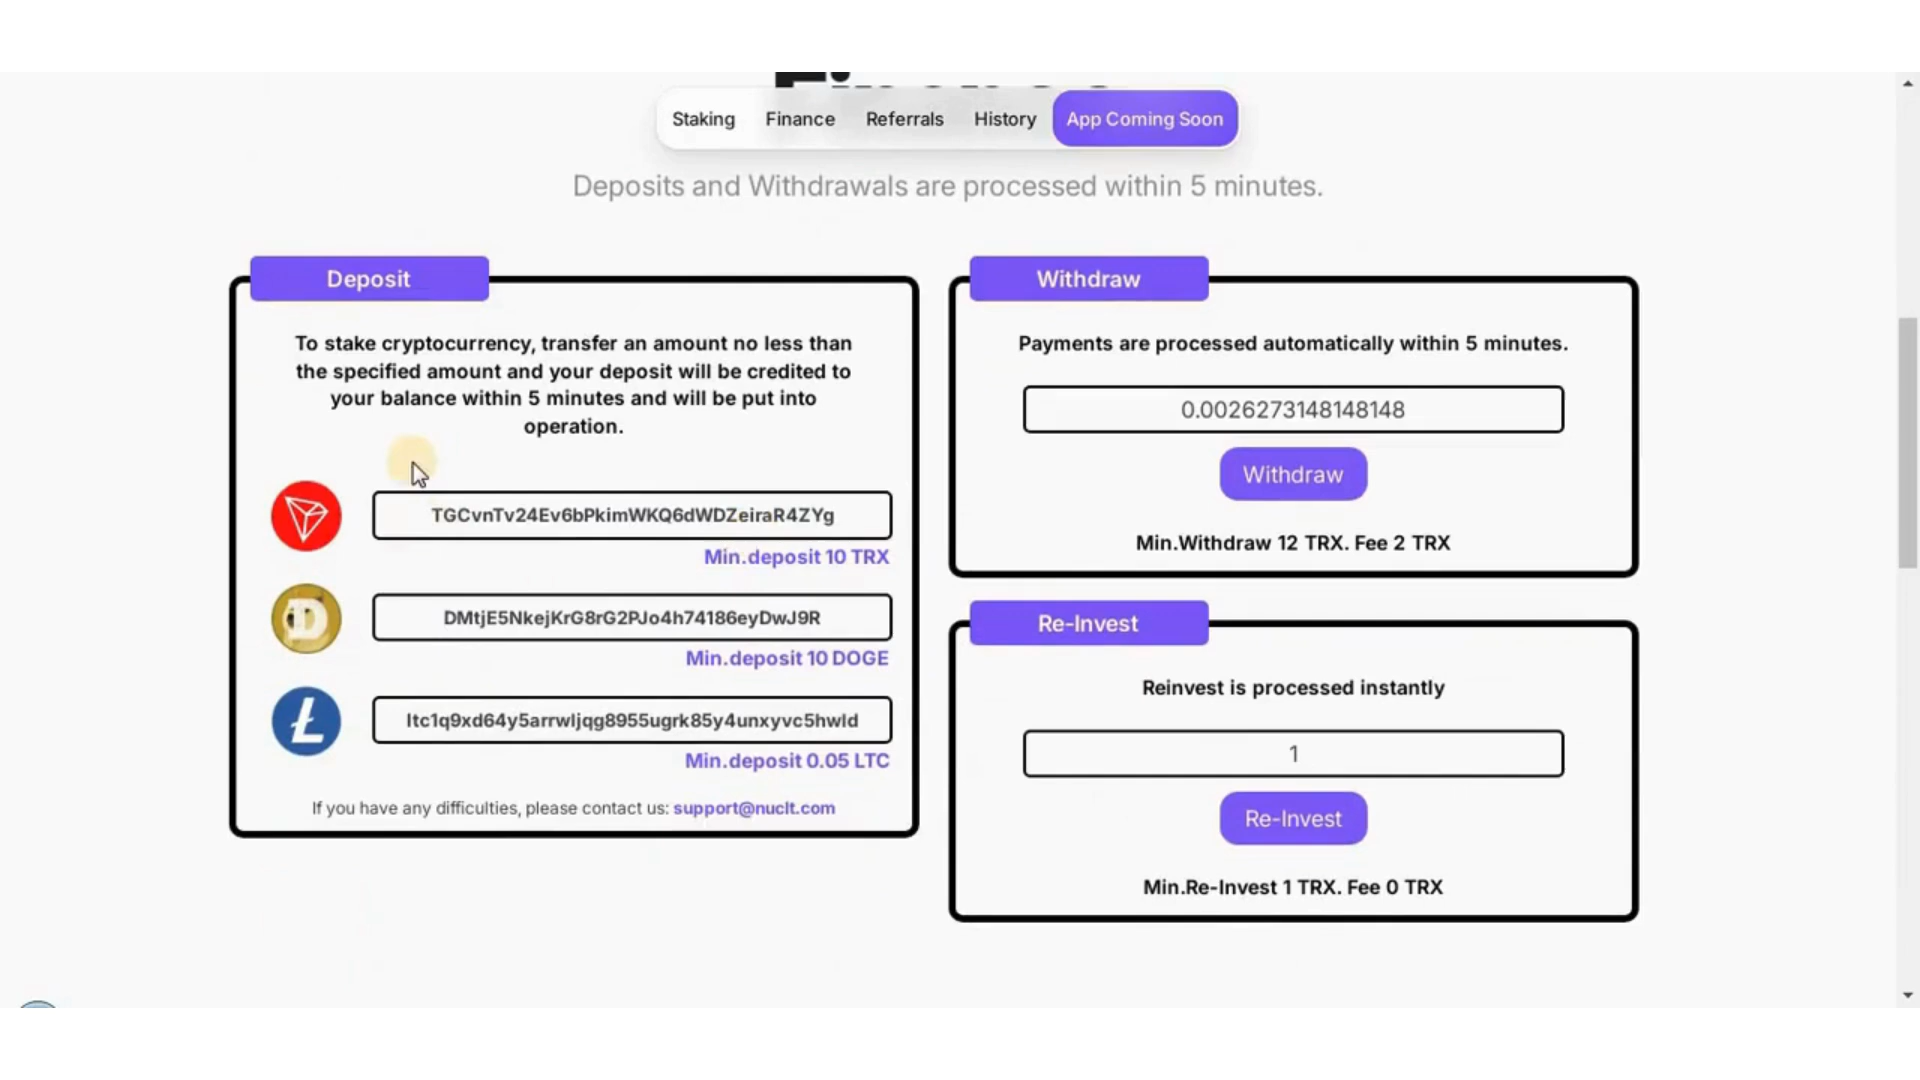 Staking
Finance
Referrals
History
App Coming Soon
Deposits and Withdrawals are processed within 5 minutes.
Deposit
To stake cryptocurrency, transfer an amount no less than
the specified amount and your deposit will be credited to
your balance within 5 minutes and will be put into
operation.
TGCvnTv24Ev6bPkimWKQ6dWDZeiraR4ZYg
Min.deposit 10 TRX
DMtjE5NkejKrG8rG2PJo4h74186eyDwJ9R
Min.deposit 10 DOGE
ltc1q9xd64y5arrwljqg8955ugrk85y4unxyvc5hwld
Min.deposit 0.05 LTC
If you have any difficulties, please contact us: support@nuclt.com
Withdraw
Payments are processed automatically within 5 minutes.
0.0026273148148148
Withdraw
Min.Withdraw 12 TRX. Fee 2 TRX
Re-Invest
Reinvest is processed instantly
1
Re-Invest
Min.Re-Invest 1 TRX. Fee 0 TRX